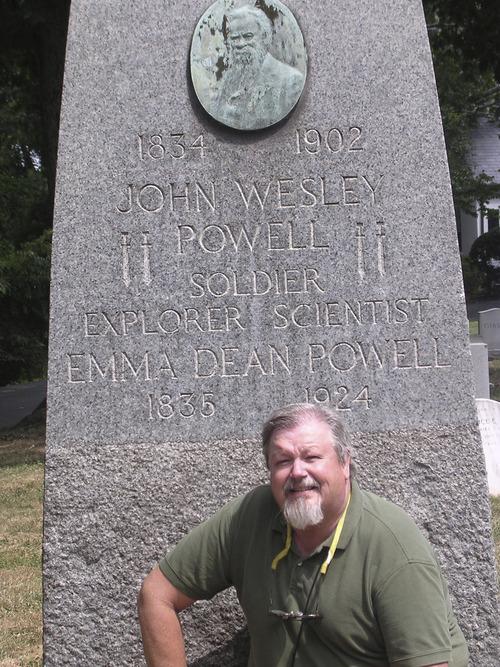 1834 1902
JOHN WESLEY
POWELL
SOLDIER
EXPLORER SCIENTIST
EMMA DEAN POWELL
1835 1924